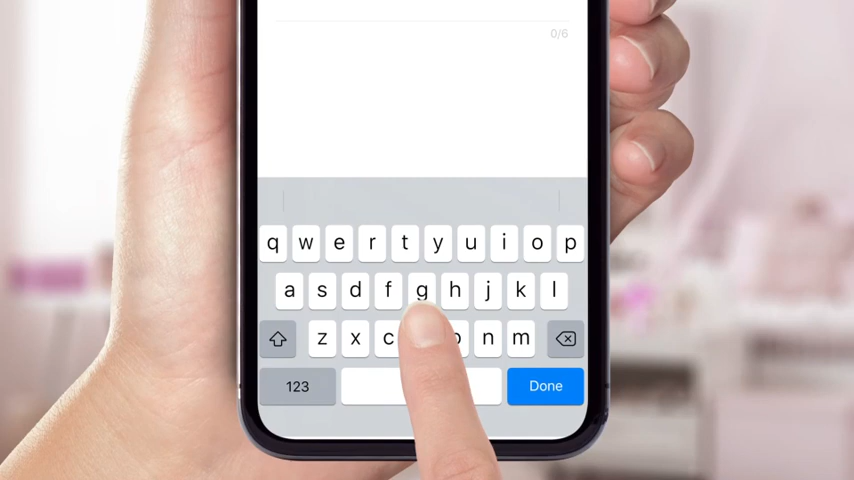 0/6
q w e r t y u i o p
a s d f g h j k l
z x c b n m
123 Done